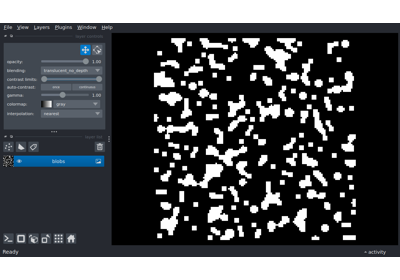 File View Layers Plugins Window Help
opacity: 1.00
blending: translucent_no_depth
contrast limits:
auto-contrast: once continuous
gamma: 1.00
colormap: gray
interpolation: nearest
blobs
Ready activity